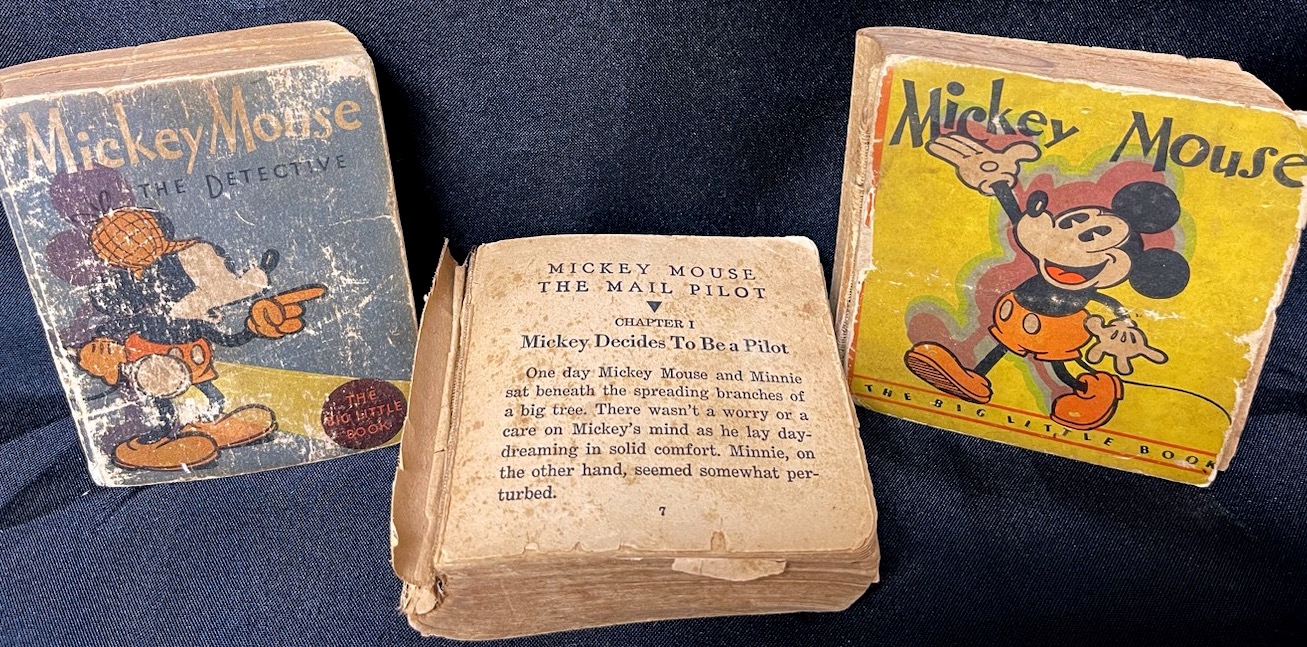 Mickey Mouse
THE DETECTIVE
THE
BIG LITTLE
BOOK
MICKEY MOUSE
THE MAIL PILOT
CHAPTER I
Mickey Decides To Be a Pilot
One day Mickey Mouse and Minnie
sat beneath the spreading branches of
a big tree. There wasn't a worry or a
care on Mickey's mind as he lay day-
dreaming in solid comfort. Minnie, on
the other hand, seemed somewhat per-
turbed.
7
Mickey Mouse
THE BIG LITTLE BOOK